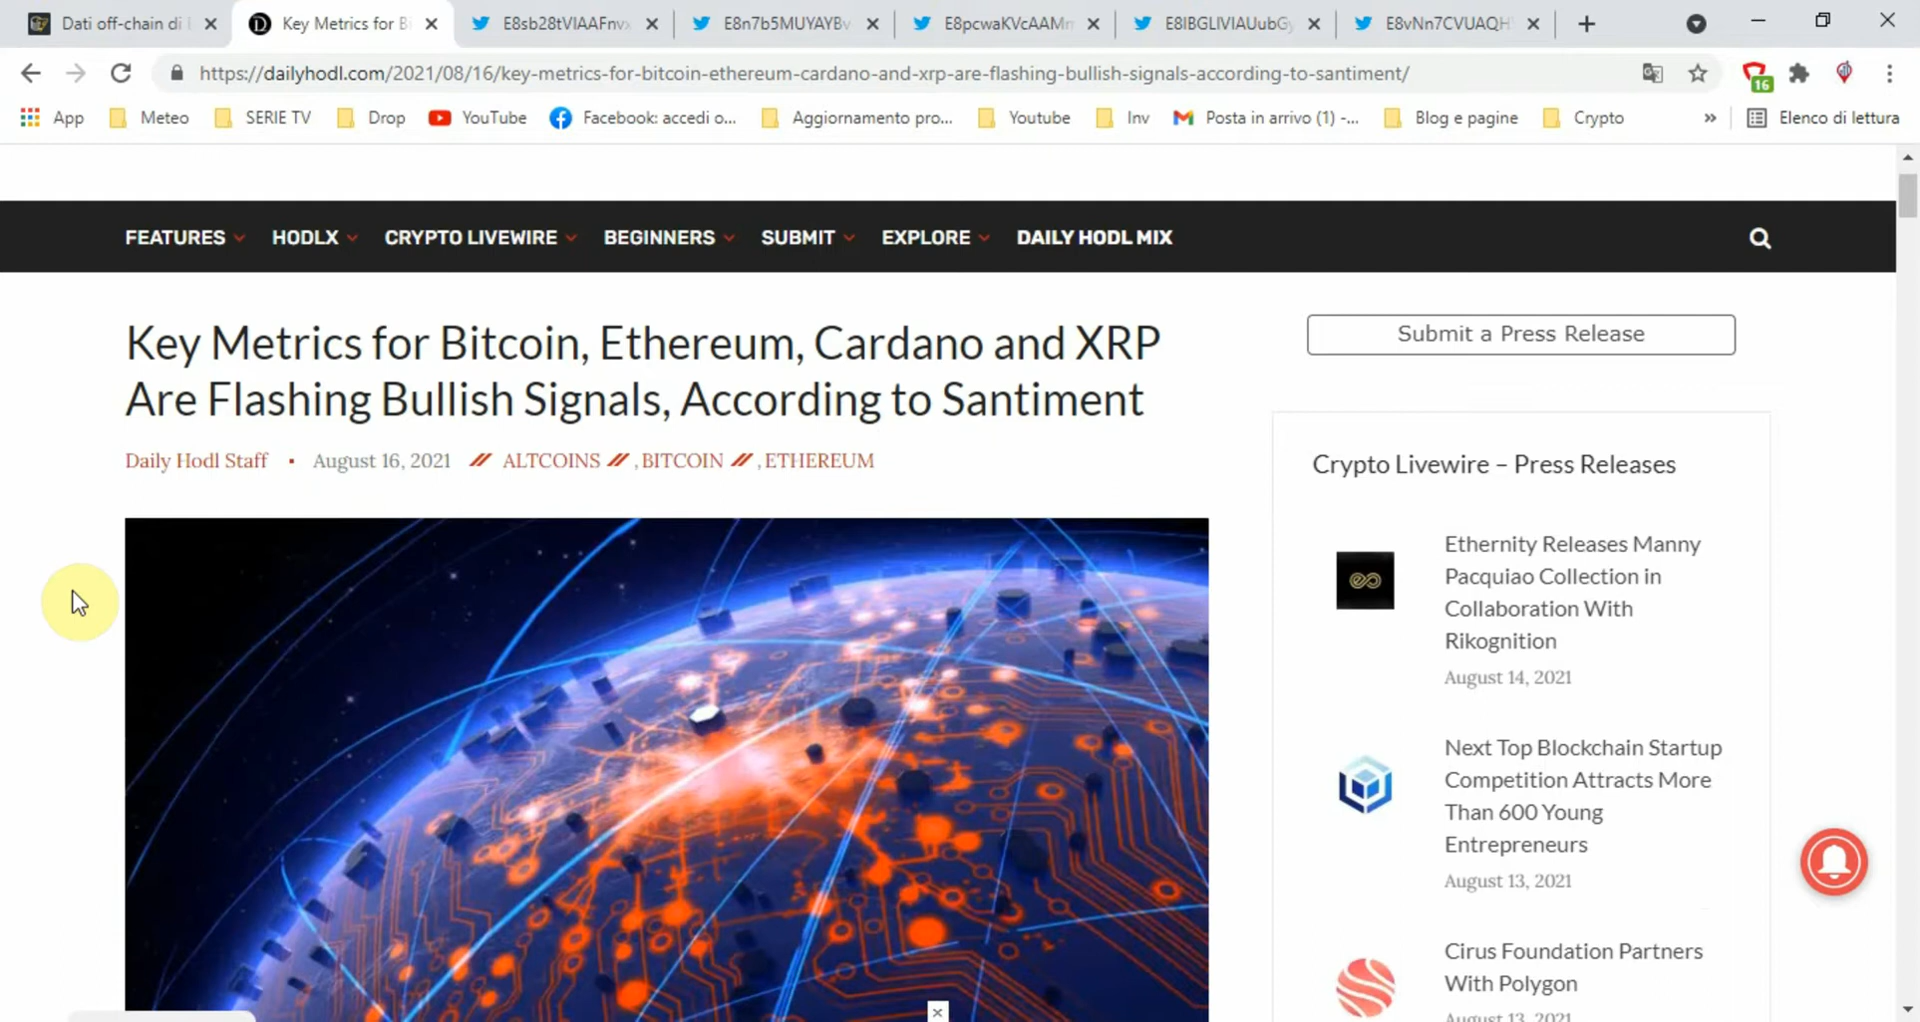 Dati off-chain di
Key Metrics for B
E8sb28tVIAAFnv
E8n7b5MUYAYBv
E8pcwaKVcAAM
E8IBGLIVIAUubG
E8vNn7CVUAQH
https://dailyhodl.com/2021/08/16/key-metrics-for-bitcoin-ethereum-cardano-and-xrp-are-flashing-bullish-signals-according-to-santiment/
16
App
Meteo
SERIE TV
Drop
YouTube
Facebook: accedi o...
Aggiornamento pro...
Youtube
Inv
Posta in arrivo (1) -...
Blog e pagine
Crypto
»
Elenco di lettura
FEATURES
HODLX
CRYPTO LIVEWIRE
BEGINNERS
SUBMIT
EXPLORE
DAILY HODL MIX
Key Metrics for Bitcoin, Ethereum, Cardano and XRP
Are Flashing Bullish Signals, According to Santiment
Daily Hodl Staff • August 16, 2021 // ALTCOINS // , BITCOIN // , ETHEREUM
Submit a Press Release
Crypto Livewire – Press Releases
Ethernity Releases Manny
Pacquiao Collection in
Collaboration With
Rikognition
August 14, 2021
Next Top Blockchain Startup
Competition Attracts More
Than 600 Young
Entrepreneurs
August 13, 2021
Cirus Foundation Partners
With Polygon
August 13, 2021